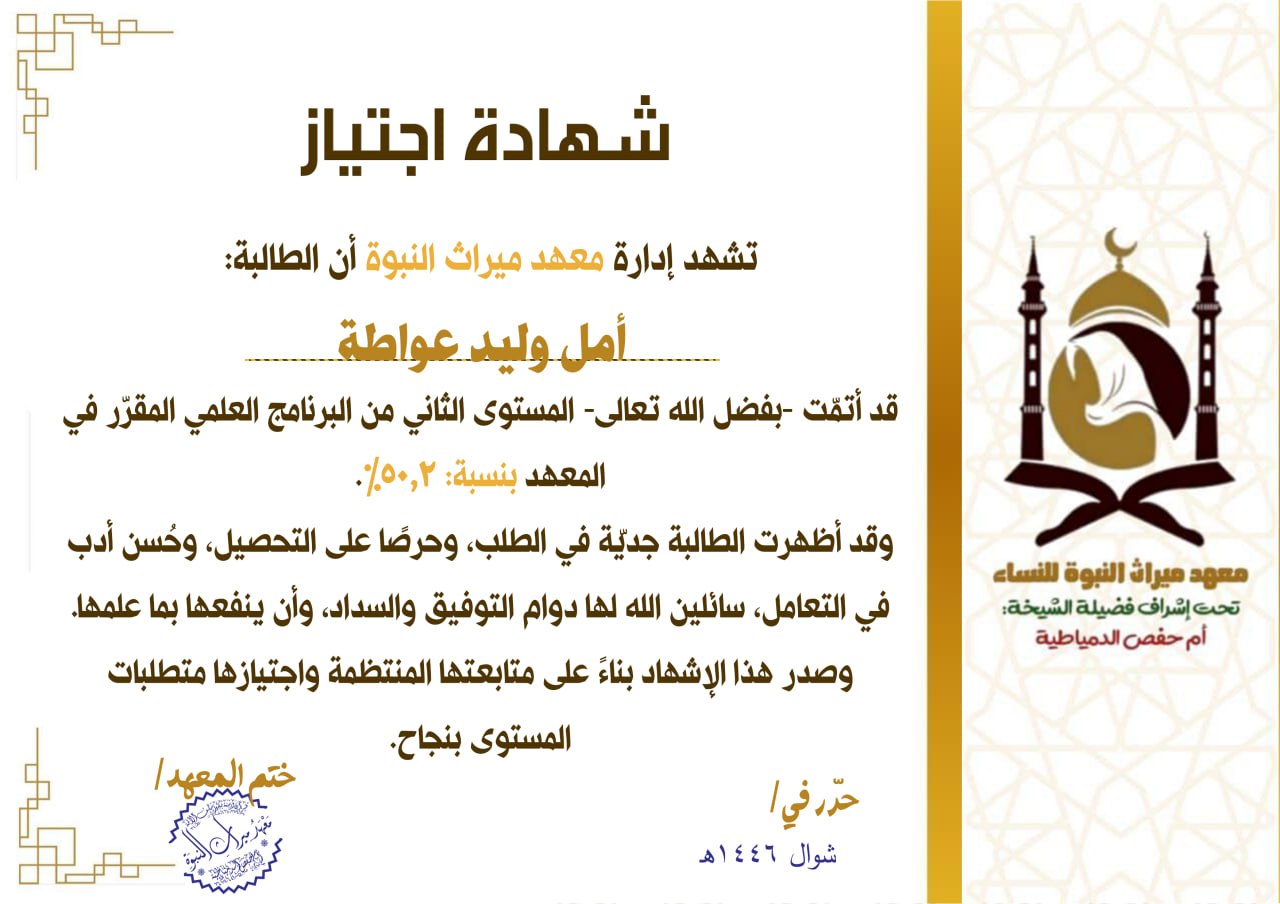 شهادة اجتياز
تشهد إدارة معهد ميراث النبوة أن الطالبة:
أمل وليد عواطة
قد أتمّت -بفضل الله تعالى- المستوى الثاني من البرنامج العلمي المقرّر في
المعهد بنسبة: ٥٠,٢٪.
وقد أظهرت الطالبة جديّة في الطلب، وحرصًا على التحصيل، وحُسن أدب
في التعامل، سائلين الله لها دوام التوفيق والسداد، وأن ينفعها بما علمها.
وصدر هذا الإشهاد بناءً على متابعتها المنتظمة واجتيازها متطلبات
المستوى بنجاح.
حدّر في/
شوال ١٤٤٦هـ
ختم المعهد/
معهد ميراث النبوة
معهد ميراث النبوة للنساء
تحت إشراف فضيلة الشيخة:
أم حفص الدمياطية